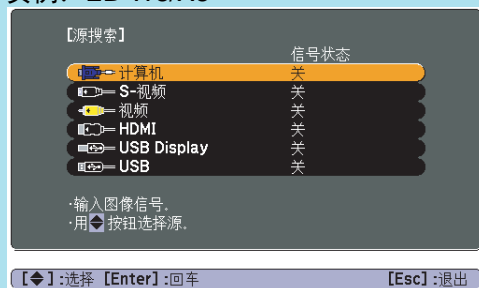 [源搜索]
信号状态
计算机 关
S-视频 关
视频 关
HDMI 关
USB Display 关
USB 关
·输入图像信号.
·用 按钮选择源.
[ ] :选择 [Enter] :回车 [Esc] :退出